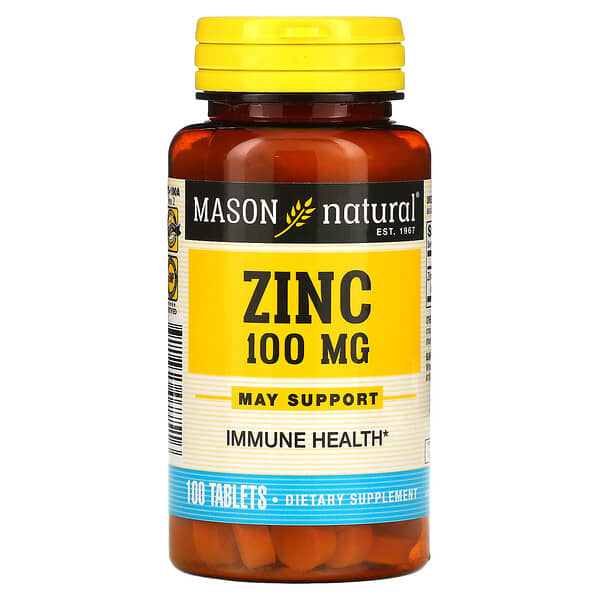 MASON natural®
EST. 1967
ZINC
100 MG
MAY SUPPORT
IMMUNE HEALTH*
100 TABLETS • DIETARY SUPPLEMENT